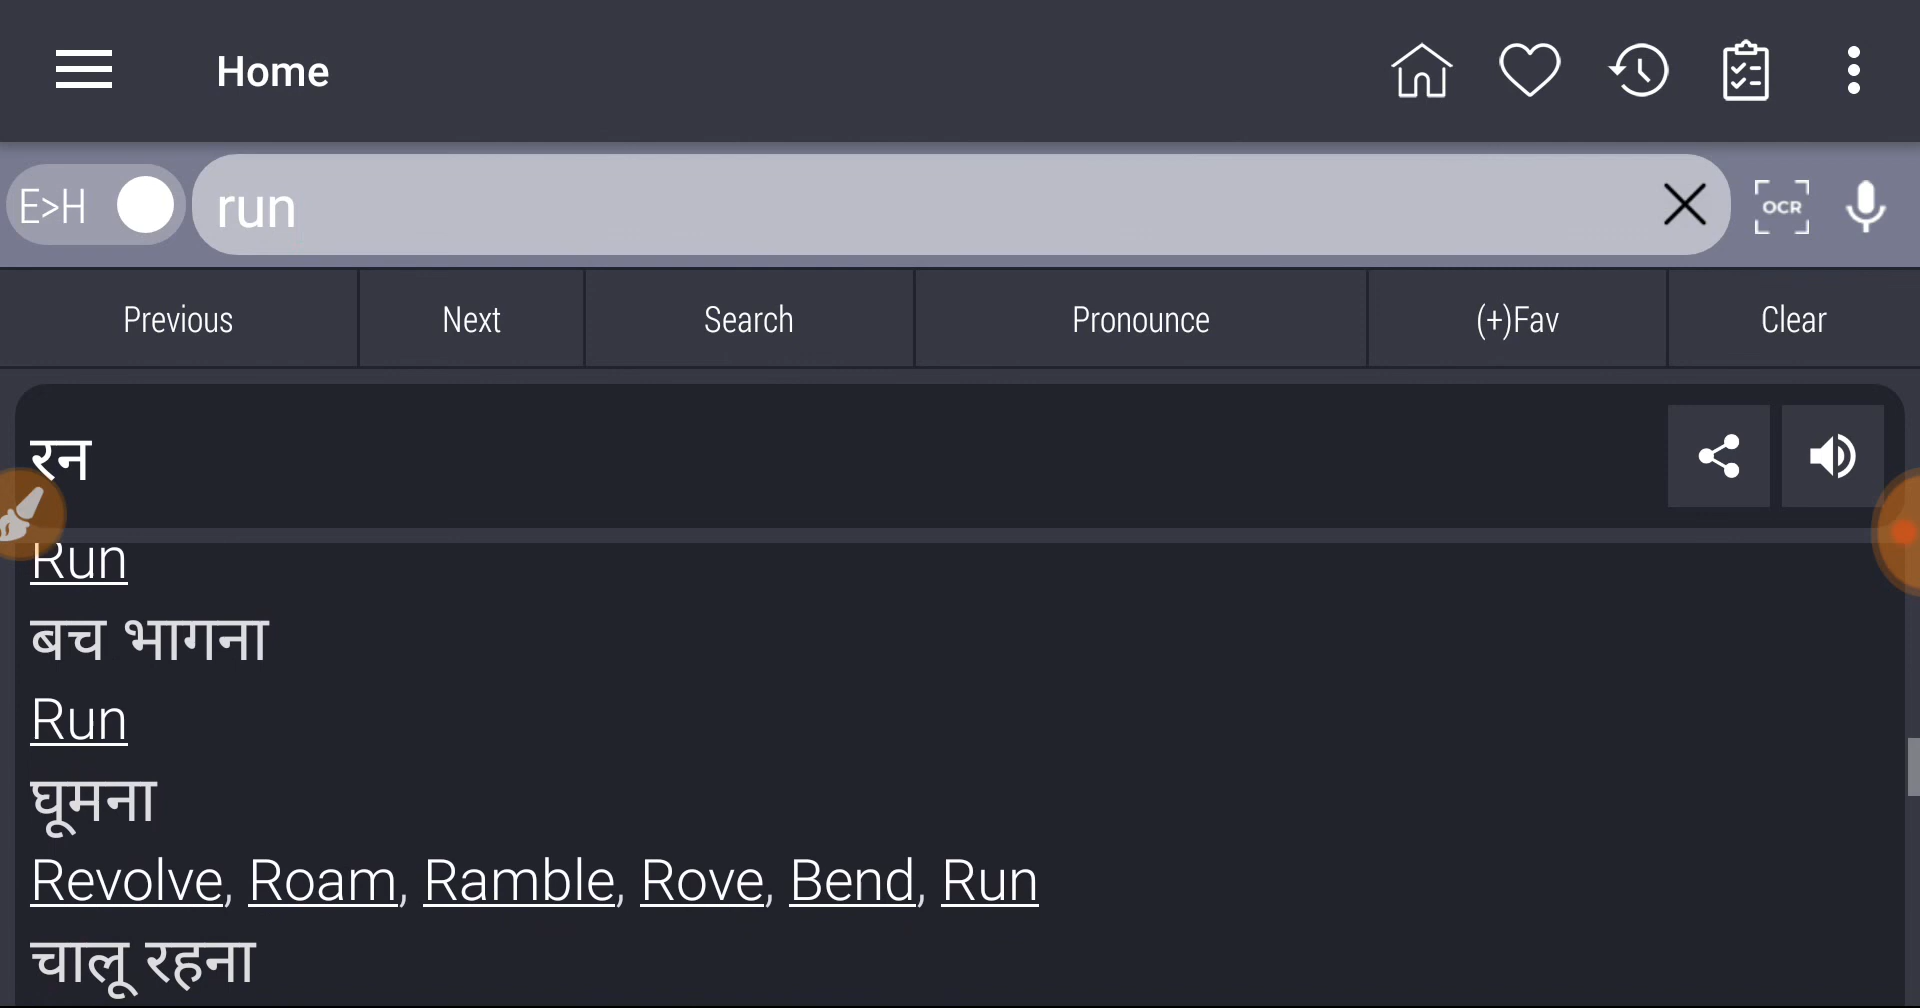 Home
E>H
run
OCR
Previous Next Search Pronounce (+)Fav Clear
रन
Run
बच भागना
Run
घूमना
Revolve, Roam, Ramble, Rove, Bend, Run
चालू रहना